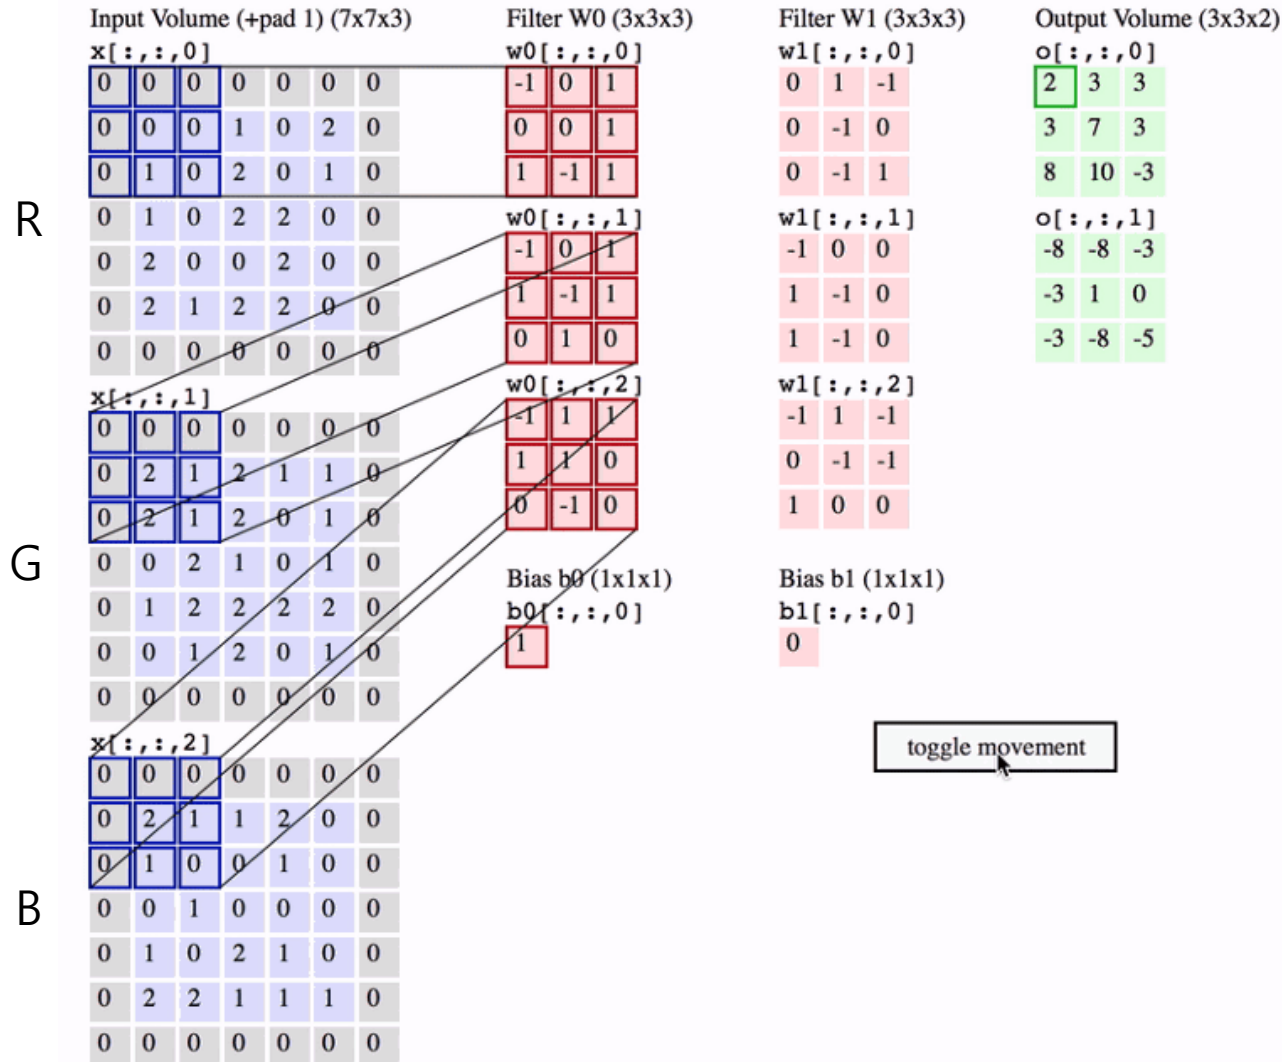 Input Volume (+pad 1) (7x7x3)
x[:,:,0]
0 0 0 0 0 0 0
0 0 0 1 0 2 0
0 1 0 2 0 1 0
0 1 0 2 2 0 0
0 2 0 0 2 0 0
0 2 1 2 2 0 0
0 0 0 0 0 0 0
R
x[:,:,1]
0 0 0 0 0 0 0
0 2 1 2 1 1 0
0 2 1 2 0 1 0
0 0 2 1 0 1 0
0 1 2 2 2 2 0
0 0 1 2 0 1 0
0 0 0 0 0 0 0
G
x[:,:,2]
0 0 0 0 0 0 0
0 2 1 1 2 0 0
0 1 0 0 1 0 0
0 0 1 0 0 0 0
0 1 0 2 1 0 0
0 2 2 1 1 1 0
0 0 0 0 0 0 0
B
Filter W0 (3x3x3)
w0[:,:,0]
-1 0 1
0 0 1
1 -1 1
w0[:,:,1]
-1 0 1
1 -1 1
0 1 0
w0[:,:,2]
-1 1 1
1 1 0
0 -1 0
Bias b0 (1x1x1)
b0[:,:,0]
1
Filter W1 (3x3x3)
w1[:,:,0]
0 1 -1
0 -1 0
0 -1 1
w1[:,:,1]
-1 0 0
1 -1 0
1 -1 0
w1[:,:,2]
-1 1 -1
0 -1 -1
1 0 0
Bias b1 (1x1x1)
b1[:,:,0]
0
Output Volume (3x3x2)
o[:,:,0]
2 3 3
3 7 3
8 10 -3
o[:,:,1]
-8 -8 -3
-3 1 0
-3 -8 -5
toggle movement